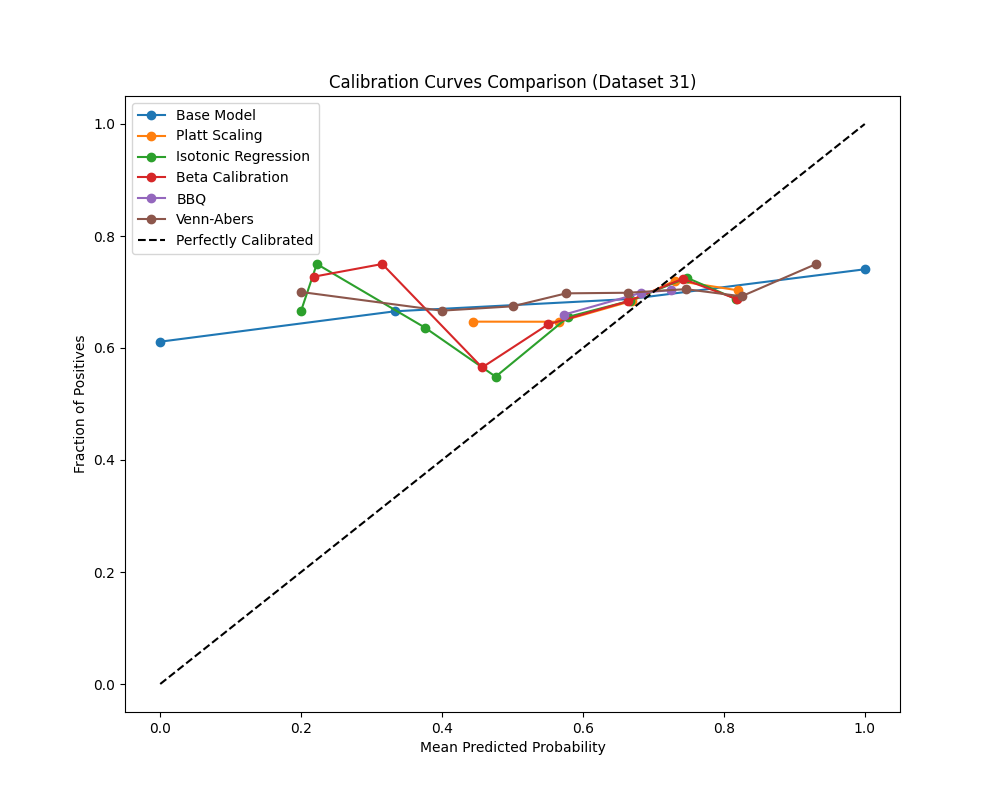 Calibration Curves Comparison (Dataset 31)
Base Model
Platt Scaling
Isotonic Regression
Beta Calibration
BBQ
Venn-Abers
Perfectly Calibrated
1.0
0.8
0.6
0.4
0.2
0.0
Fraction of Positives
0.0 0.2 0.4 0.6 0.8 1.0
Mean Predicted Probability